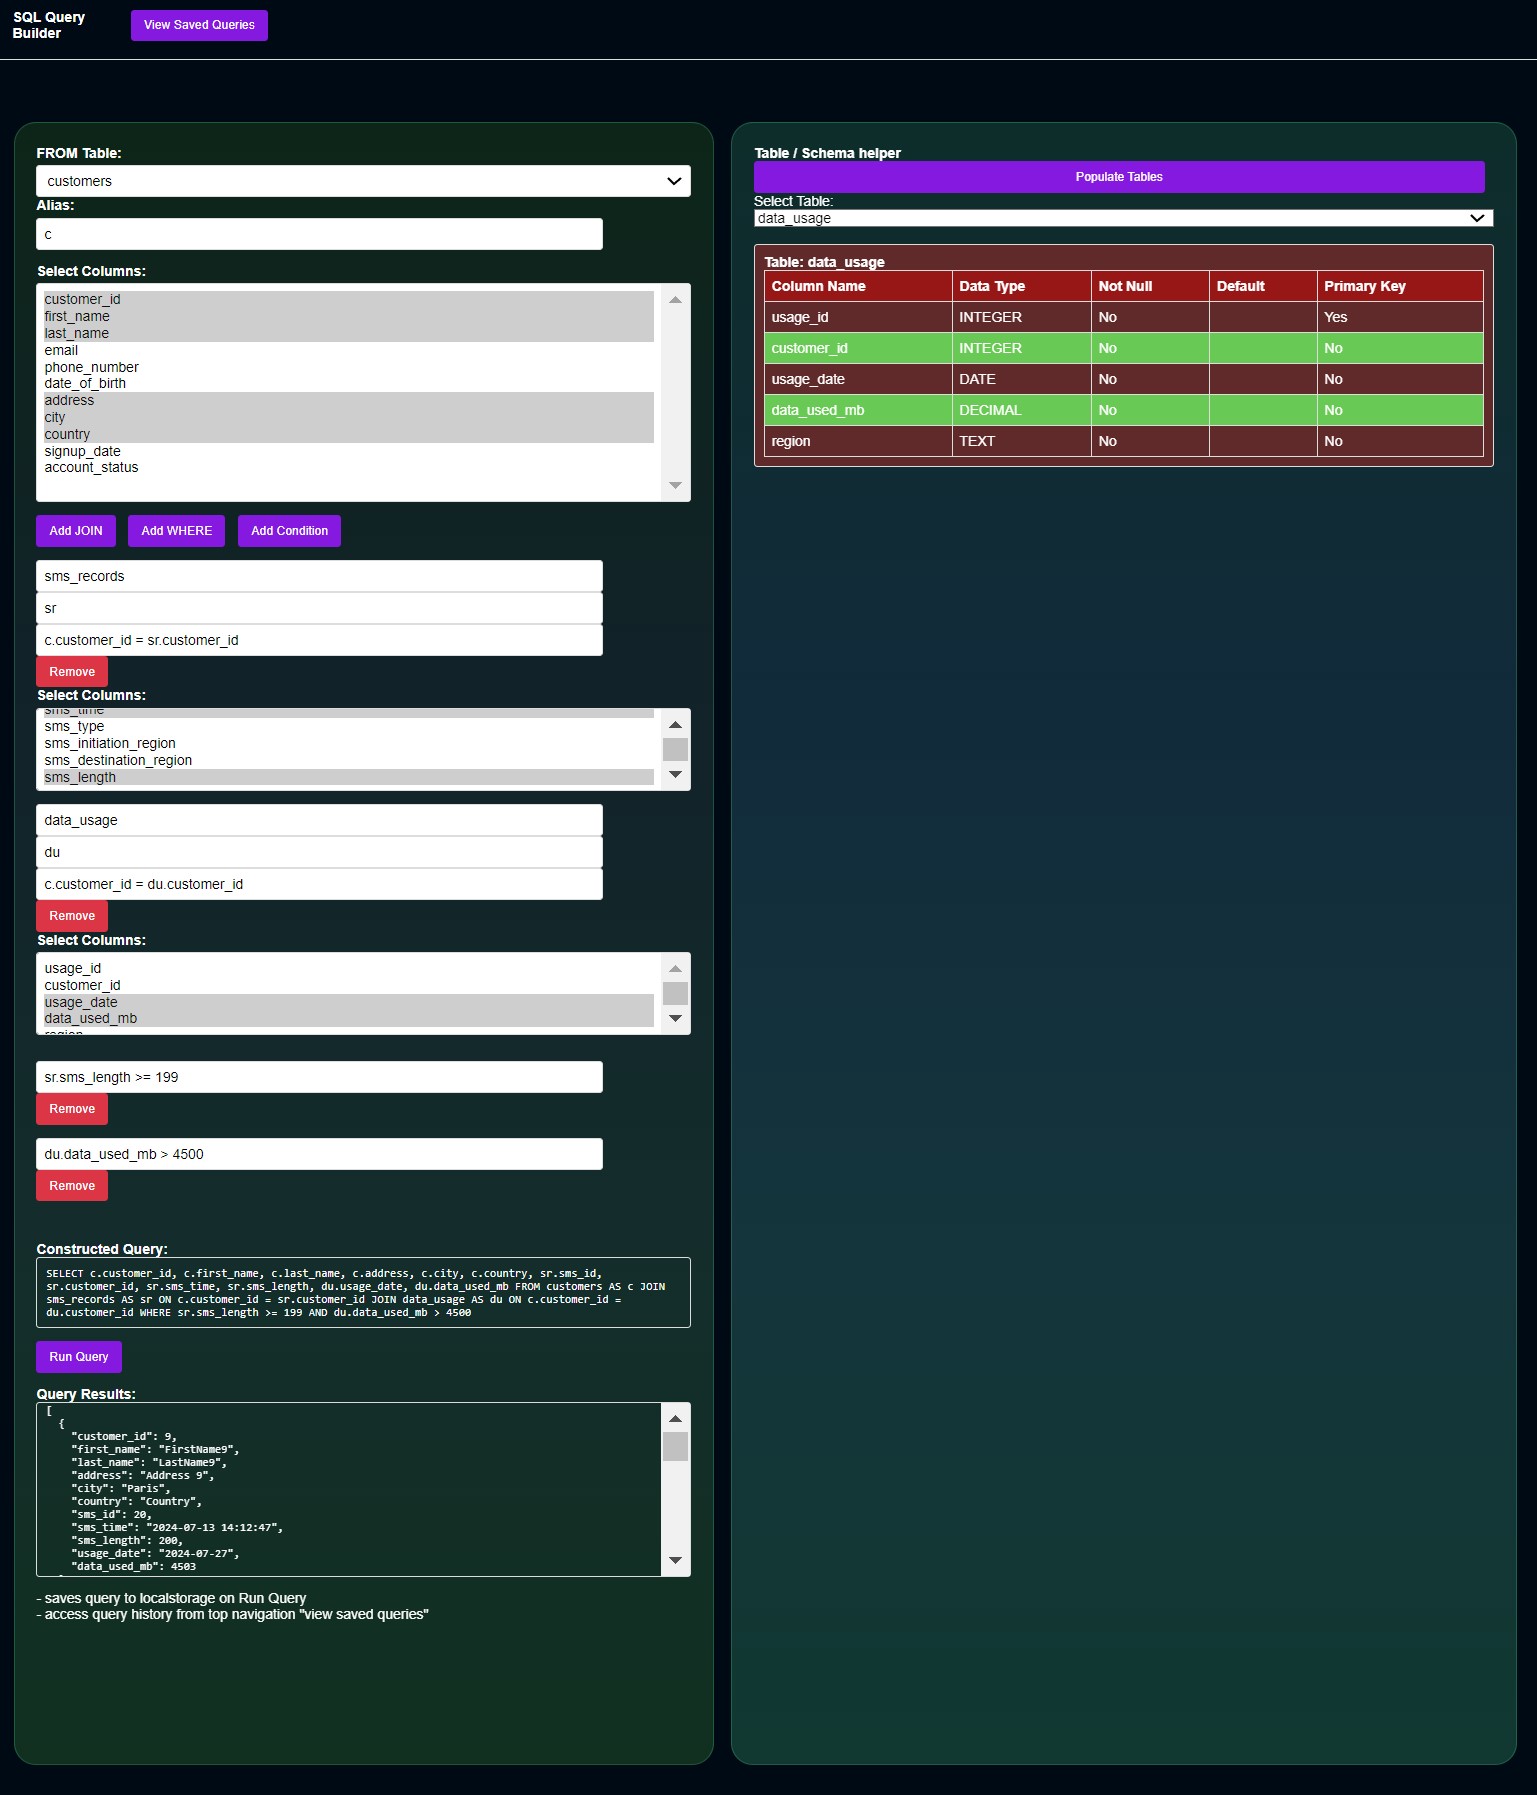 SQL Query
Builder
View Saved Queries
FROM Table:
customers
Alias:
c
Select Columns:
customer_id
first_name
last_name
email
phone_number
date_of_birth
address
city
country
signup_date
account_status
Add JOIN Add WHERE Add Condition
sms_records
sr
c.customer_id = sr.customer_id
Remove
Select Columns:
sms_time
sms_type
sms_initiation_region
sms_destination_region
sms_length
data_usage
du
c.customer_id = du.customer_id
Remove
Select Columns:
usage_id
customer_id
usage_date
data_used_mb
region
sr.sms_length >= 199
Remove
du.data_used_mb > 4500
Remove
Constructed Query:
SELECT c.customer_id, c.first_name, c.last_name, c.address, c.city, c.country, sr.sms_id,
sr.customer_id, sr.sms_time, sr.sms_length, du.usage_date, du.data_used_mb FROM customers AS c JOIN
sms_records AS sr ON c.customer_id = sr.customer_id JOIN data_usage AS du ON c.customer_id =
du.customer_id WHERE sr.sms_length >= 199 AND du.data_used_mb > 4500
Run Query
Query Results:
[
{
"customer_id": 9,
"first_name": "FirstName9",
"last_name": "LastName9",
"address": "Address 9",
"city": "Paris",
"country": "Country",
"sms_id": 20,
"sms_time": "2024-07-13 14:12:47",
"sms_length": 200,
"usage_date": "2024-07-27",
"data_used_mb": 4503
- saves query to localstorage on Run Query
- access query history from top navigation "view saved queries"
Table / Schema helper
Populate Tables
Select Table:
data_usage
Table: data_usage
Column Name Data Type Not Null Default Primary Key
usage_id INTEGER No Yes
customer_id INTEGER No No
usage_date DATE No No
data_used_mb DECIMAL No No
region TEXT No No